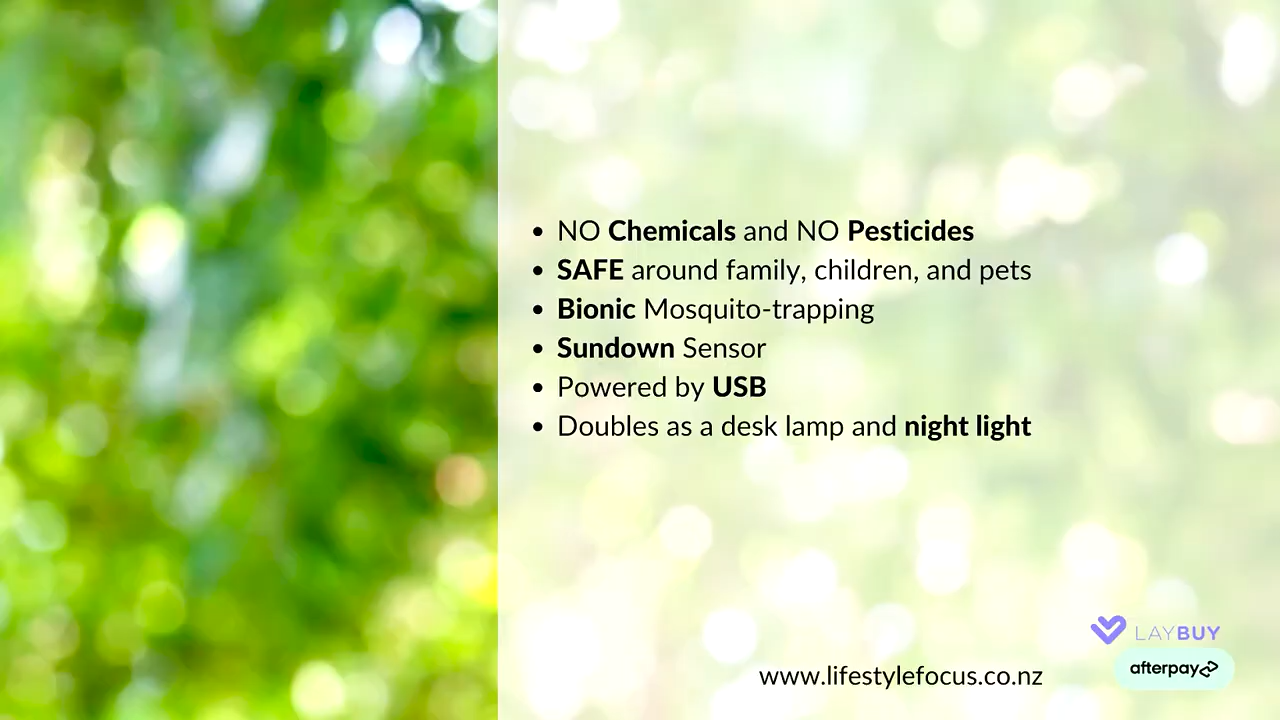 • NO Chemicals and NO Pesticides
• SAFE around family, children, and pets
• Bionic Mosquito-trapping
• Sundown Sensor
• Powered by USB
• Doubles as a desk lamp and night light
LAYBUY
afterpay
www.lifestylefocus.co.nz